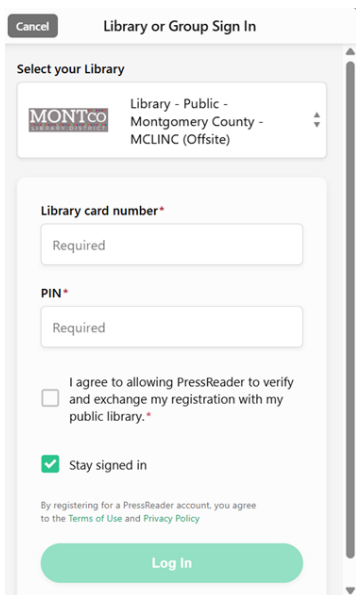 Cancel
Library or Group Sign In
Select your Library
MONTCO
LIBRARY DISTRICT
Library - Public -
Montgomery County -
MCLINC (Offsite)
Library card number*
Required
PIN*
Required
I agree to allowing PressReader to verify
and exchange my registration with my
public library.*
Stay signed in
By registering for a PressReader account, you agree
to the Terms of Use and Privacy Policy
Log In